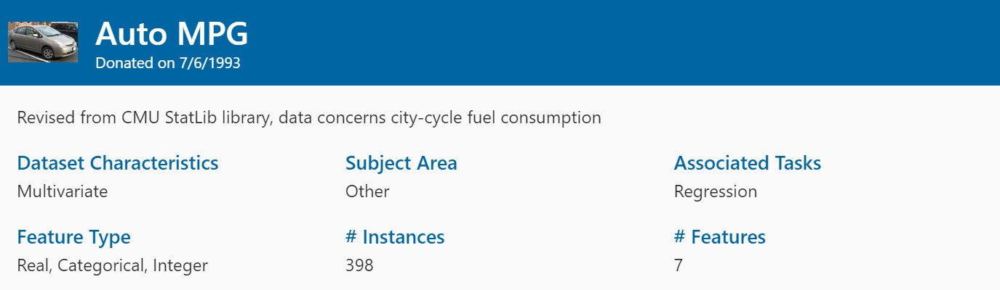 Auto MPG
Donated on 7/6/1993
Revised from CMU StatLib library, data concerns city-cycle fuel consumption
Dataset Characteristics
Multivariate
Subject Area
Other
Associated Tasks
Regression
Feature Type
Real, Categorical, Integer
# Instances
398
# Features
7